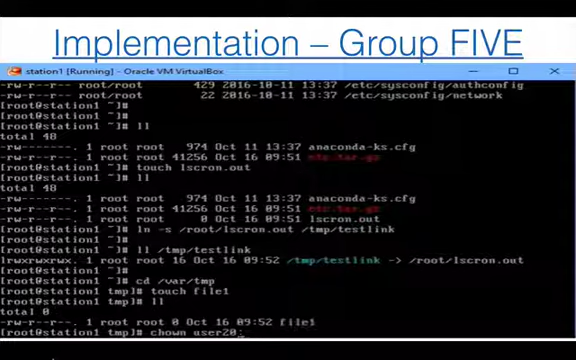 Implementation – Group FIVE
station1 [Running] - Oracle VM VirtualBox
-rw-r--r-- root/root 429 2016-10-11 13:37 /etc/sysconfig/authconfig
-rw-r--r-- root/root 22 2016-10-11 13:37 /etc/sysconfig/network
[root@station1 ~]#
[root@station1 ~]#
[root@station1 ~]# ll
total 48
-rw-------. 1 root root 974 Oct 11 13:37 anaconda-ks.cfg
-rw-r--r--. 1 root root 41256 Oct 16 09:51 etc.tar.gz
[root@station1 ~]# touch lscron.out
[root@station1 ~]# ll
total 48
-rw-------. 1 root root 974 Oct 11 13:37 anaconda-ks.cfg
-rw-r--r--. 1 root root 41256 Oct 16 09:51 etc.tar.gz
-rw-r--r--. 1 root root 0 Oct 16 09:51 lscron.out
[root@station1 ~]# ln -s /root/lscron.out /tmp/testlink
[root@station1 ~]#
[root@station1 ~]# ll /tmp/testlink
lrwxrwxrwx. 1 root root 16 Oct 16 09:52 /tmp/testlink -> /root/lscron.out
[root@station1 ~]#
[root@station1 ~]# cd /var/tmp
[root@station1 tmp]# touch file1
[root@station1 tmp]# ll
total 0
-rw-r--r--. 1 root root 0 Oct 16 09:52 file1
[root@station1 tmp]# chown user20: